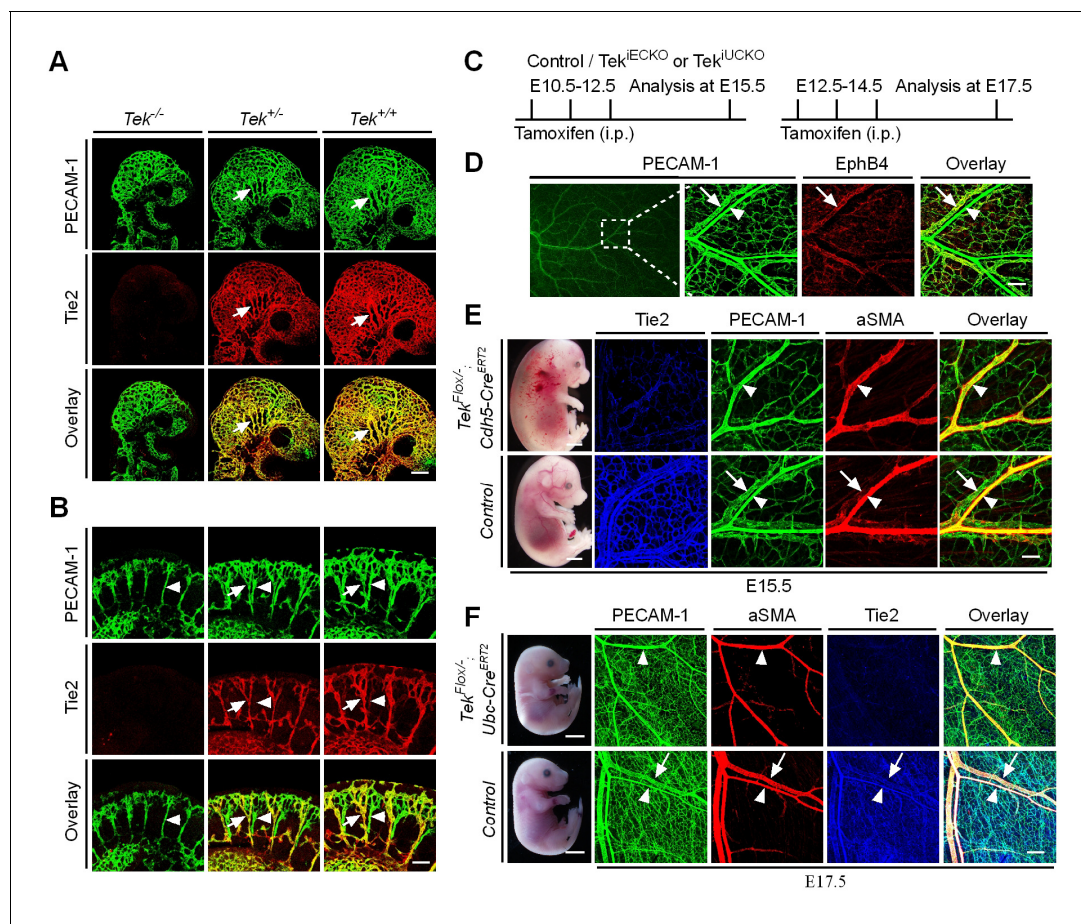 A
Tek-/- Tek+/- Tek+/+
PECAM-1
Tie2
Overlay
B
PECAM-1
Tie2
Overlay
C
Control / TekiECKO or TekiUCKO
E10.5-12.5 Analysis at E15.5
Tamoxifen (i.p.)
E12.5-14.5 Analysis at E17.5
Tamoxifen (i.p.)
D
PECAM-1 EphB4 Overlay
E
Tie2 PECAM-1 aSMA Overlay
TekFlox/-;
Cdh5-CreERT2
Control
E15.5
F
PECAM-1 aSMA Tie2 Overlay
TekFlox/-;
Ubc-CreERT2
Control
E17.5